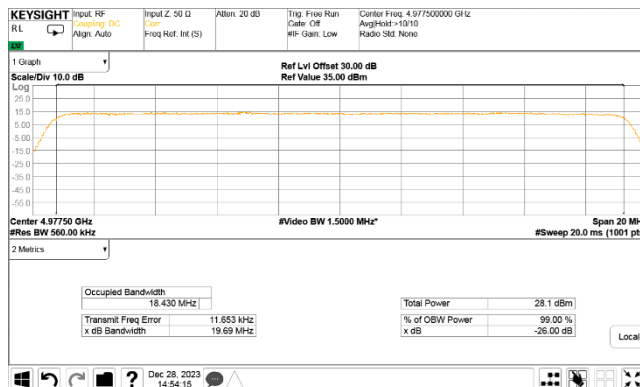 KEYSIGHT Input: RF Input Z: 50 Ω Atten: 20 dB Trig: Free Run Center Freq: 4.977500000 GHz
RL Coupling: DC Corr Gate: Off Avg|Hold:>10/10
Align: Auto Freq Ref: Int (S) #IF Gain: Low Radio Std: None
LXI
1 Graph
Scale/Div 10.0 dB
Ref Lvl Offset 30.00 dB
Ref Value 35.00 dBm
Log
25.0
15.0
5.00
-5.00
-15.0
-25.0
-35.0
-45.0
-55.0
Center 4.97750 GHz #Video BW 1.5000 MHz* Span 20 MH
#Res BW 560.00 kHz #Sweep 20.0 ms (1001 pt
2 Metrics
Occupied Bandwidth
18.430 MHz
Total Power 28.1 dBm
Transmit Freq Error 11.653 kHz % of OBW Power 99.00 %
x dB Bandwidth 19.69 MHz x dB -26.00 dB
Local
? Dec 28, 2023
14:54:15